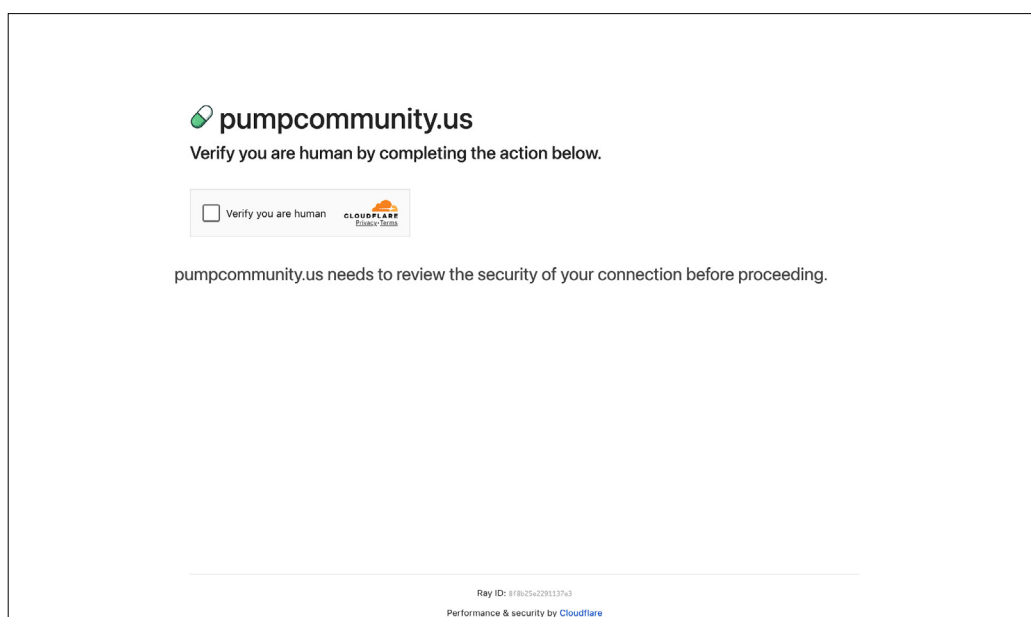 pumpcommunity.us
Verify you are human by completing the action below.
Verify you are human
CLOUDFLARE
Privacy•Terms
pumpcommunity.us needs to review the security of your connection before proceeding.
Ray ID: 8f8b25e2291137e3
Performance & security by Cloudflare